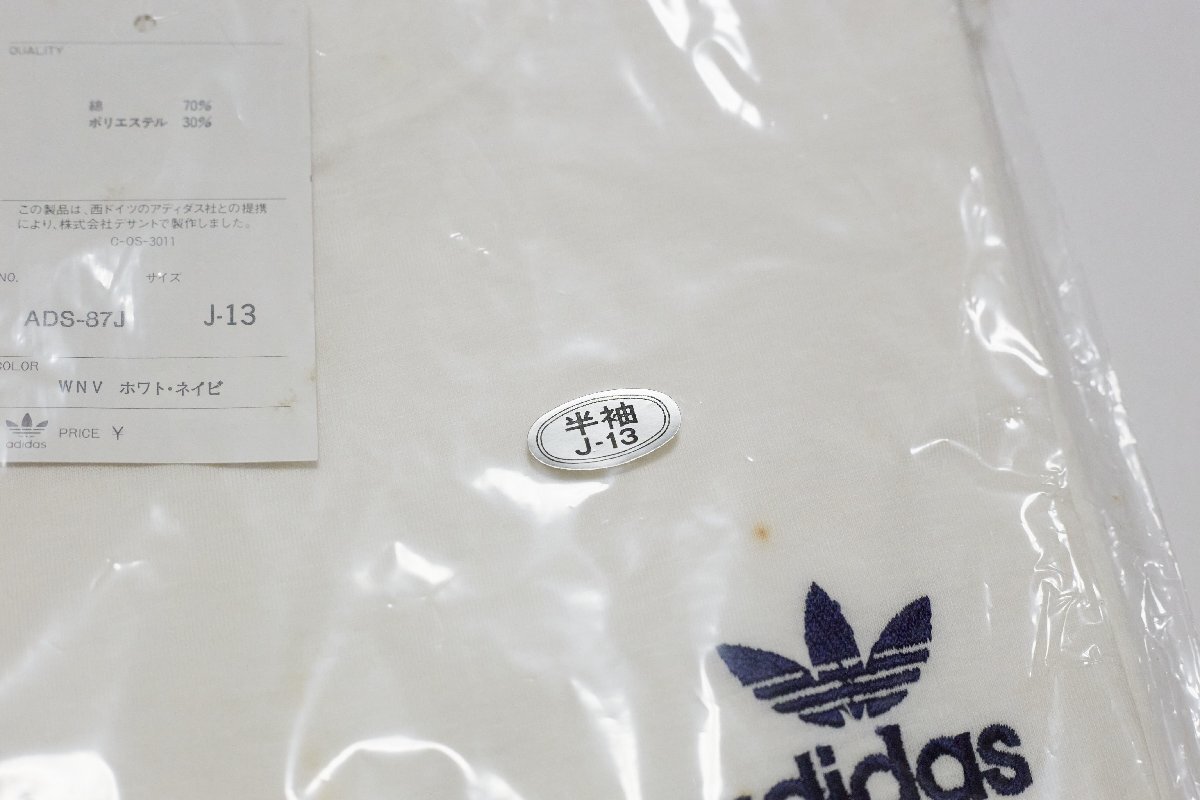 QUALITY
綿 70%
ポリエステル 30%
この製品は、西ドイツのアディダス社との提携
により、株式会社デサントで製作しました。
C-OS-3011
NO. サイズ
ADS-87J J-13
COLOR
WNV ホワト・ネイビ
adidas PRICE ¥
半袖
J-13
adidas